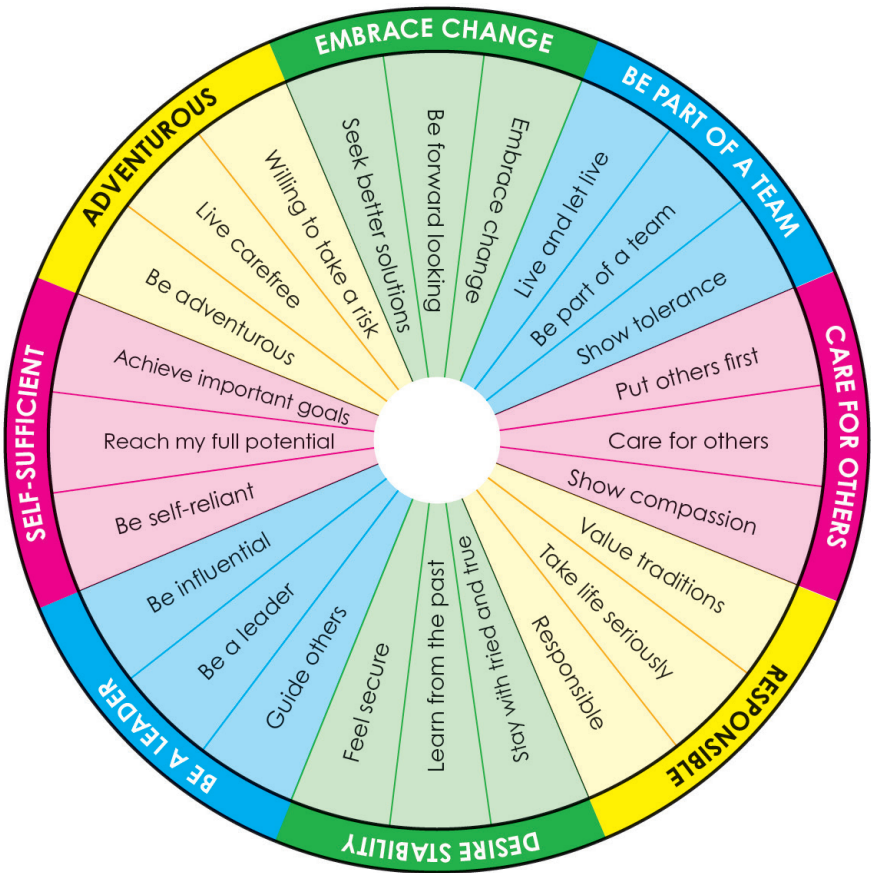 EMBRACE CHANGE
Seek better solutions
Be forward looking
Embrace change
BE PART OF A TEAM
Live and let live
Be part of a team
Show tolerance
CARE FOR OTHERS
Put others first
Care for others
Show compassion
RESPONSIBLE
Value traditions
Take life seriously
Responsible
DESIRE STABILITY
Stay with tried and true
Learn from the past
Feel secure
BE A LEADER
Guide others
Be a leader
Be influential
SELF-SUFFICIENT
Be self-reliant
Reach my full potential
Achieve important goals
ADVENTUROUS
Be adventurous
Live carefree
Willing to take a risk